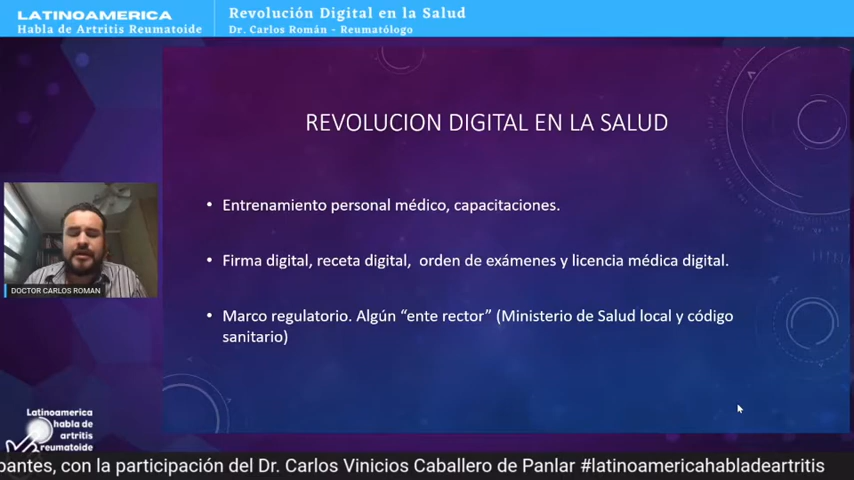 LATINOAMERICA
Habla de Artritis Reumatoide
Revolución Digital en la Salud
Dr. Carlos Román - Reumatólogo
REVOLUCION DIGITAL EN LA SALUD
• Entrenamiento personal médico, capacitaciones.
• Firma digital, receta digital, orden de exámenes y licencia médica digital.
• Marco regulatorio. Algún “ente rector” (Ministerio de Salud local y código
sanitario)
DOCTOR CARLOS ROMAN
Latinoamerica
habla de
artritis
reumatoide
pantes, con la participación del Dr. Carlos Vinicios Caballero de Panlar #latinoamericahabladeartritis